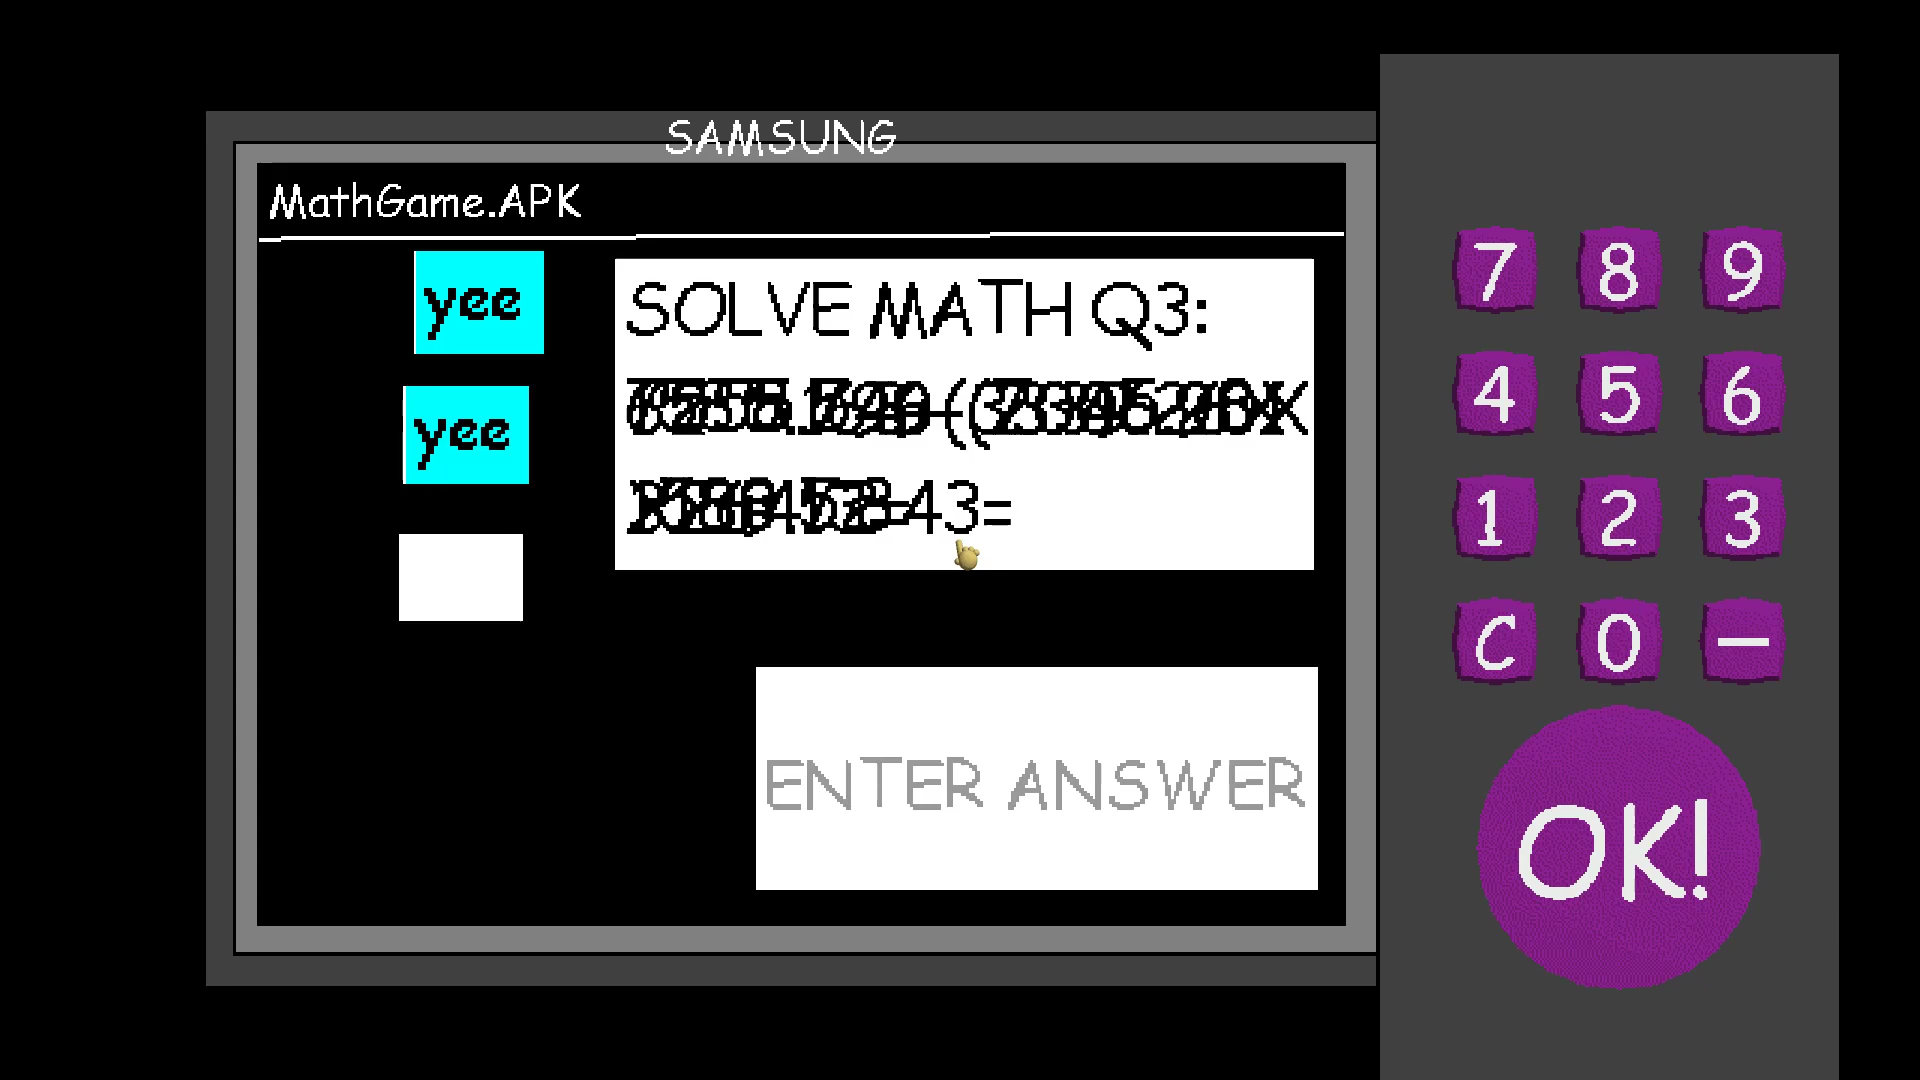 SAMSUNG
MathGame.APK
yee
yee
SOLVE MATH Q3:
43=
ENTER ANSWER
7 8 9
4 5 6
1 2 3
C 0 —
OK!